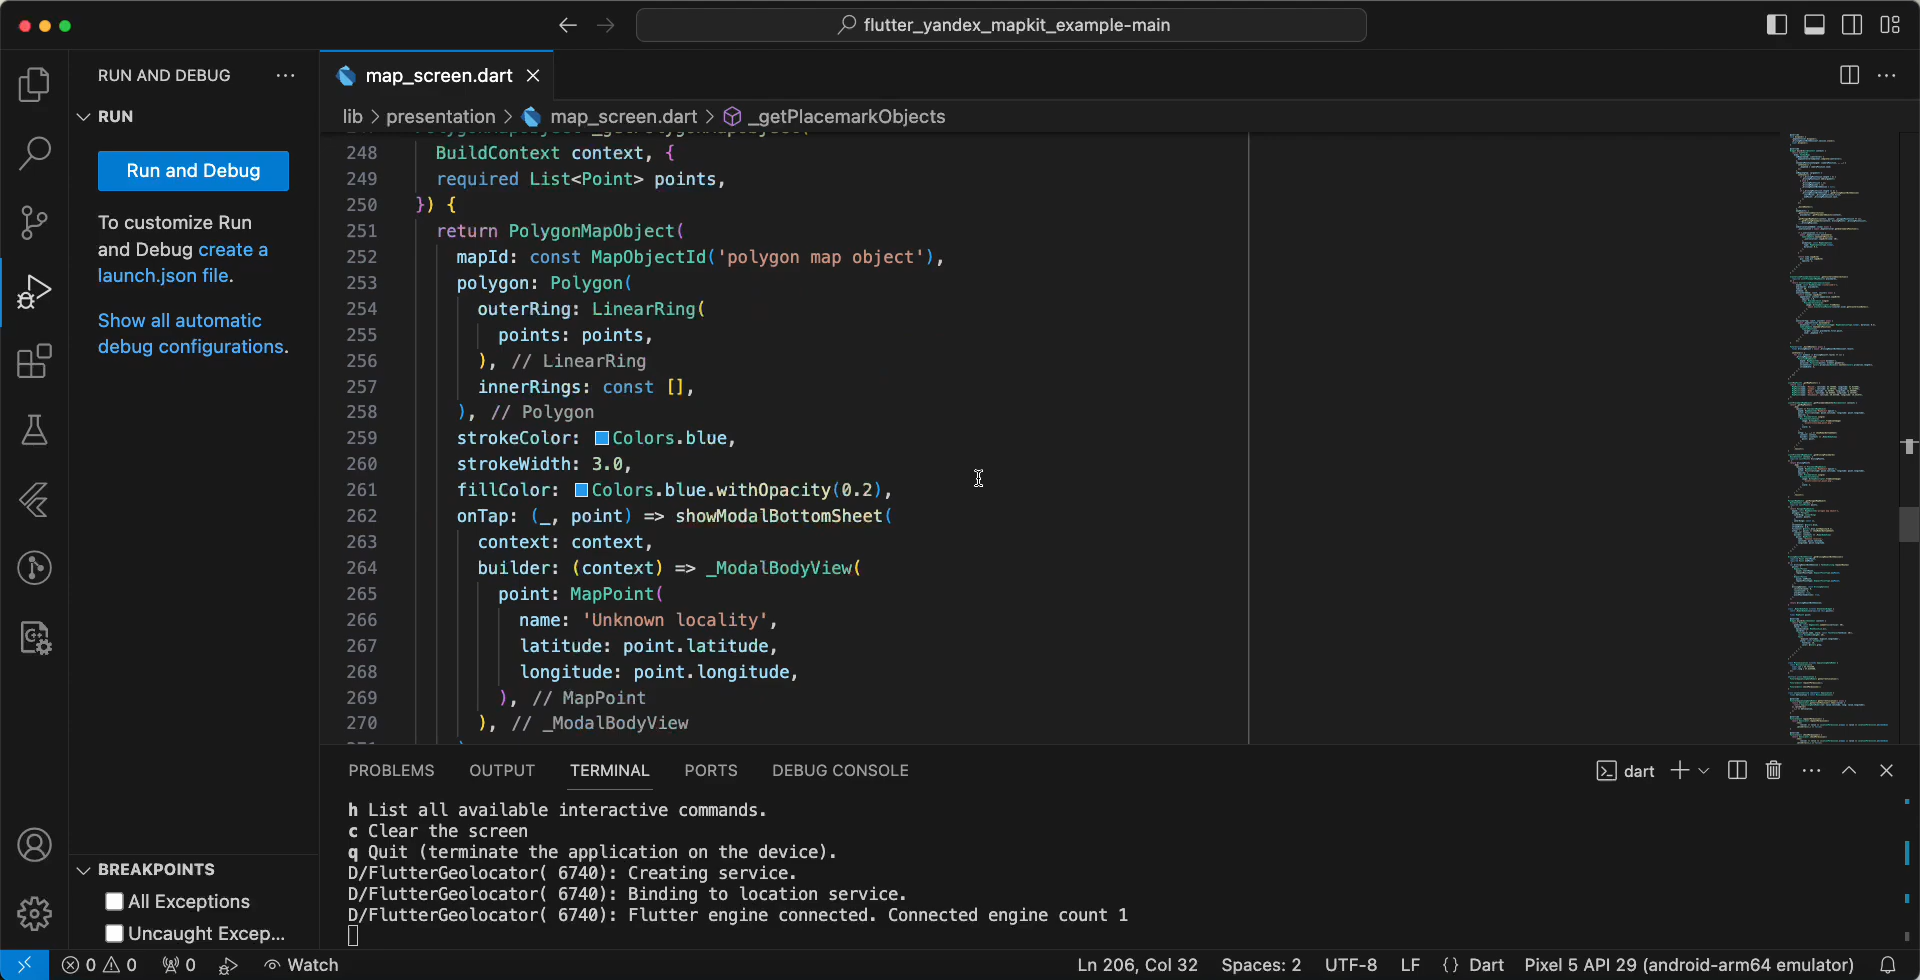 flutter_yandex_mapkit_example-main
RUN AND DEBUG
RUN
Run and Debug
To customize Run
and Debug create a
launch.json file.
Show all automatic
debug configurations.
BREAKPOINTS
All Exceptions
Uncaught Excep...
map_screen.dart
lib > presentation > map_screen.dart > _getPlacemarkObjects
248 BuildContext context, {
249 required List<Point> points,
250 }) {
251 return PolygonMapObject(
252 mapId: const MapObjectId('polygon map object'),
253 polygon: Polygon(
254 outerRing: LinearRing(
255 points: points,
256 ), // LinearRing
257 innerRings: const [],
258 ), // Polygon
259 strokeColor: Colors.blue,
260 strokeWidth: 3.0,
261 fillColor: Colors.blue.withOpacity(0.2),
262 onTap: (_, point) => showModalBottomSheet(
263 context: context,
264 builder: (context) => _ModalBodyView(
265 point: MapPoint(
266 name: 'Unknown locality',
267 latitude: point.latitude,
268 longitude: point.longitude,
269 ), // MapPoint
270 ), // _ModalBodyView
PROBLEMS OUTPUT TERMINAL PORTS DEBUG CONSOLE
dart
h List all available interactive commands.
c Clear the screen
q Quit (terminate the application on the device).
D/FlutterGeolocator( 6740): Creating service.
D/FlutterGeolocator( 6740): Binding to location service.
D/FlutterGeolocator( 6740): Flutter engine connected. Connected engine count 1
0 0 0 Watch
Ln 206, Col 32 Spaces: 2 UTF-8 LF {} Dart Pixel 5 API 29 (android-arm64 emulator)